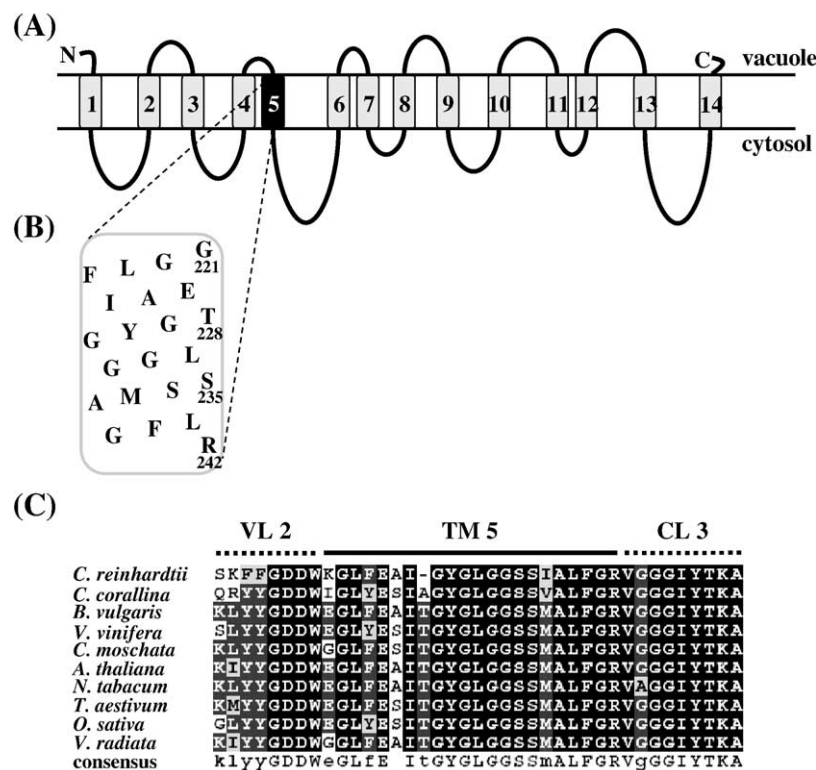 (A)
N C vacuole
1 2 3 4 5 6 7 8 9 10 11 12 13 14
cytosol
(B)
F L G G
221
I A E
G Y G T
228
G G L
A M S S
235
G F L R
242
(C)
VL 2 TM 5 CL 3
C. reinhardtii SKFFGDDWKGLFEAI-GYGLGGSSIALFGRVGGGIYTKA
C. corallina QRYYGDDWIGLYESIAGYGLGGSSVALFGRVGGGIYTKA
B. vulgaris KLYYGDDWEGLFEAITGYGLGGSSMALFGRVGGGIYTKA
V. vinifera SLYYGDDWEGLYESITGYGLGGSSMALFGRVGGGIYTKA
C. moschata KLYYGDDWGGLFESITGYGLGGSSMALFGRVGGGIYTKA
A. thaliana KIYYGDDWEGLFEAITGYGLGGSSMALFGRVGGGIYTKA
N. tabacum KLYYGDDWEGLFEAITGYGLGGSSMALFGRVAGGIYTKA
T. aestivum KMYYGDDWEGLFESITGYGLGGSSMALFGRVGGGIYTKA
O. sativa GLYYGDDWEGLYESITGYGLGGSSMALFGRVGGGIYTKA
V. radiata KIYYGDDWGGLFEAITGYGLGGSSMALFGRVGGGIYTKA
consensus klyyGDDWeGLfE ItGYGLGGSSmALFGRVgGGIYTKA